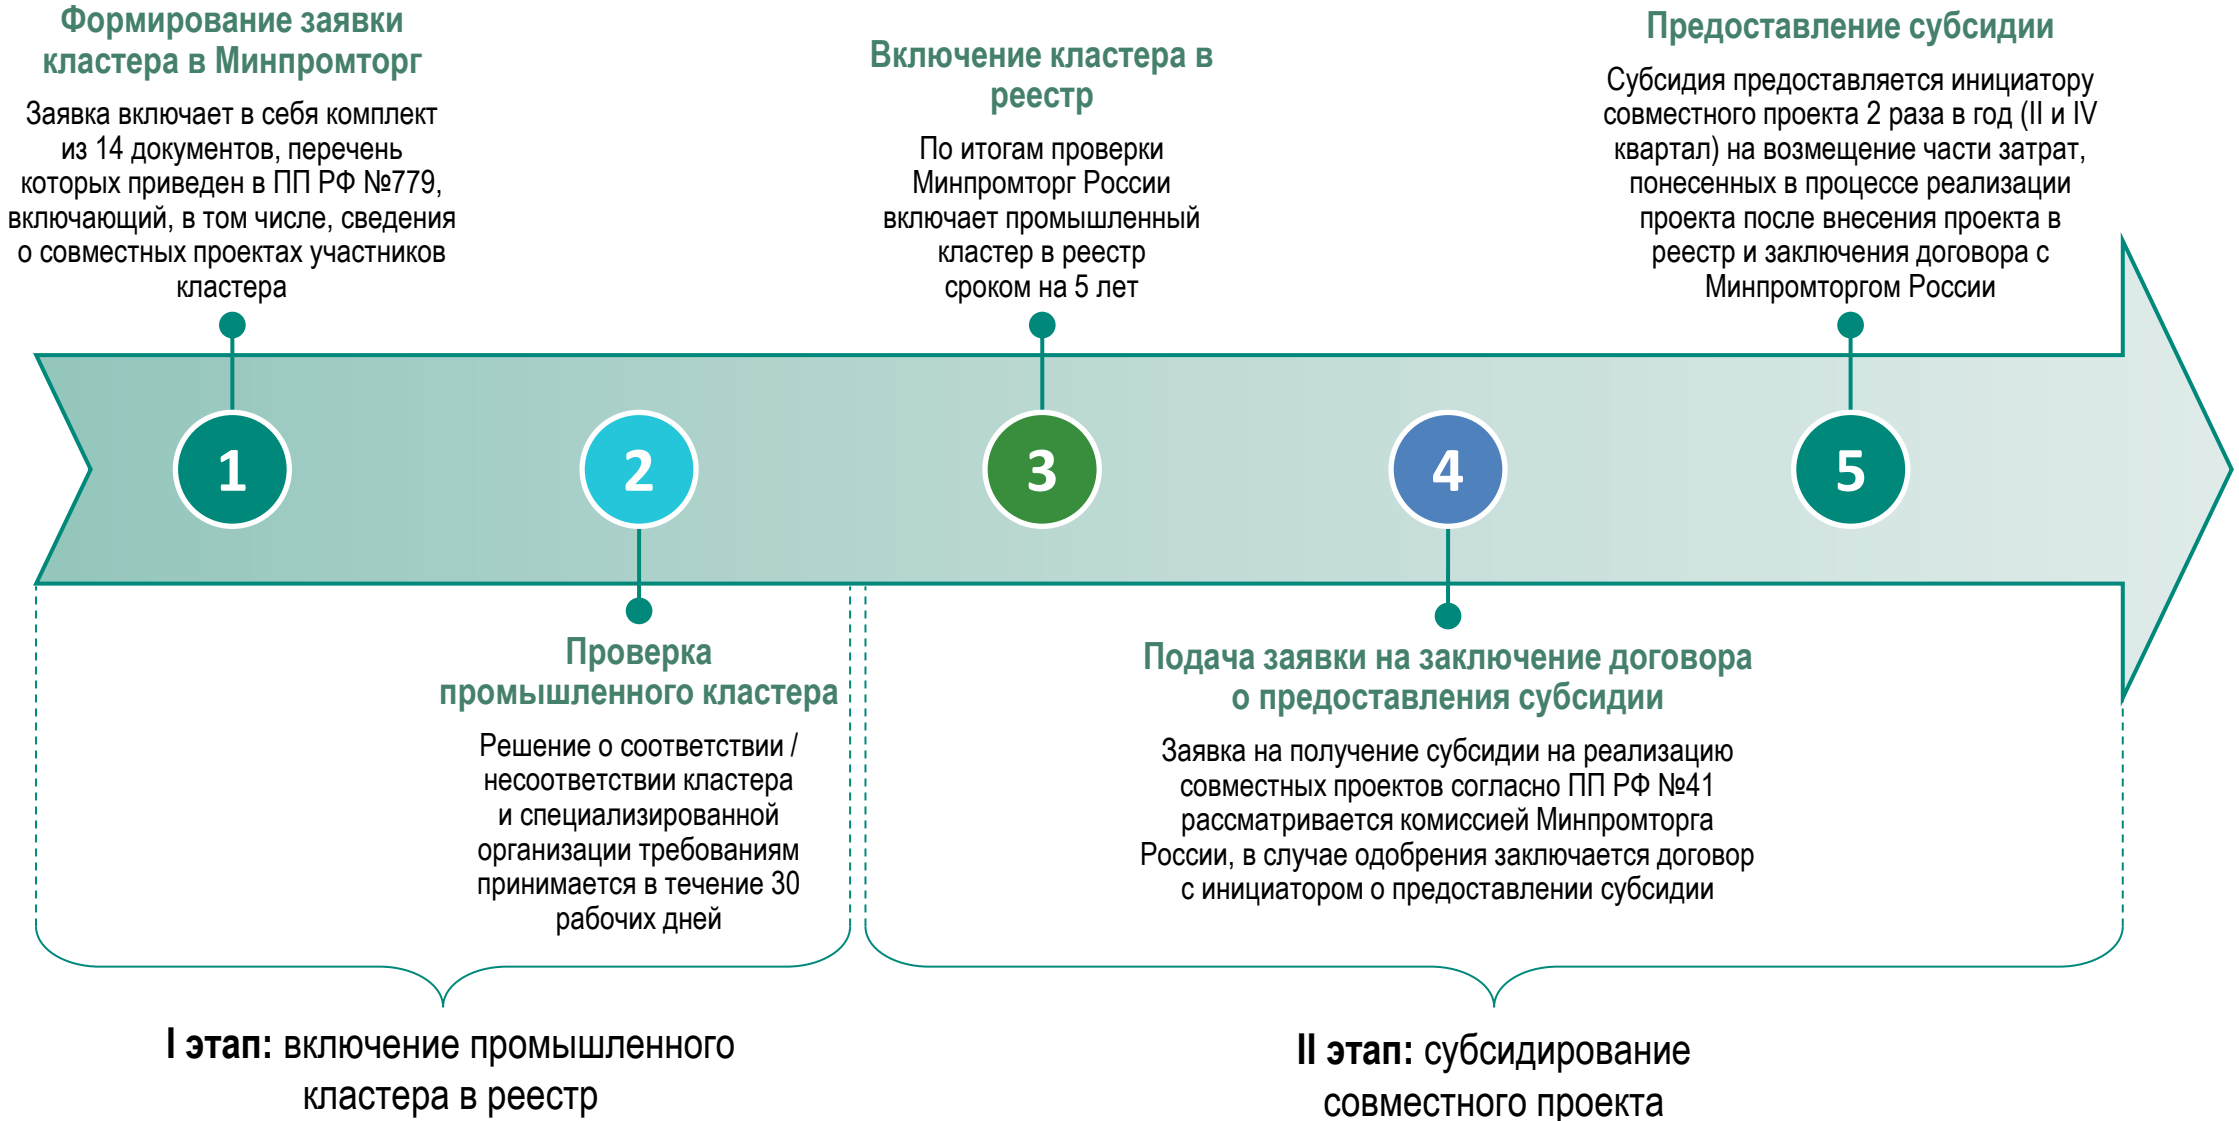 Формирование заявки
кластера в Минпромторг
Заявка включает в себя комплект
из 14 документов, перечень
которых приведен в ПП РФ №779,
включающий, в том числе, сведения
о совместных проектах участников
кластера
Включение кластера в
реестр
По итогам проверки
Минпромторг России
включает промышленный
кластер в реестр
сроком на 5 лет
Предоставление субсидии
Субсидия предоставляется инициатору
совместного проекта 2 раза в год (II и IV
квартал) на возмещение части затрат,
понесенных в процессе реализации
проекта после внесения проекта в
реестр и заключения договора с
Минпромторгом России
1
2
3
4
5
Проверка
промышленного кластера
Решение о соответствии /
несоответствии кластера
и специализированной
организации требованиям
принимается в течение 30
рабочих дней
Подача заявки на заключение договора
о предоставления субсидии
Заявка на получение субсидии на реализацию
совместных проектов согласно ПП РФ №41
рассматривается комиссией Минпромторга
России, в случае одобрения заключается договор
с инициатором о предоставлении субсидии
I этап: включение промышленного
кластера в реестр
II этап: субсидирование
совместного проекта